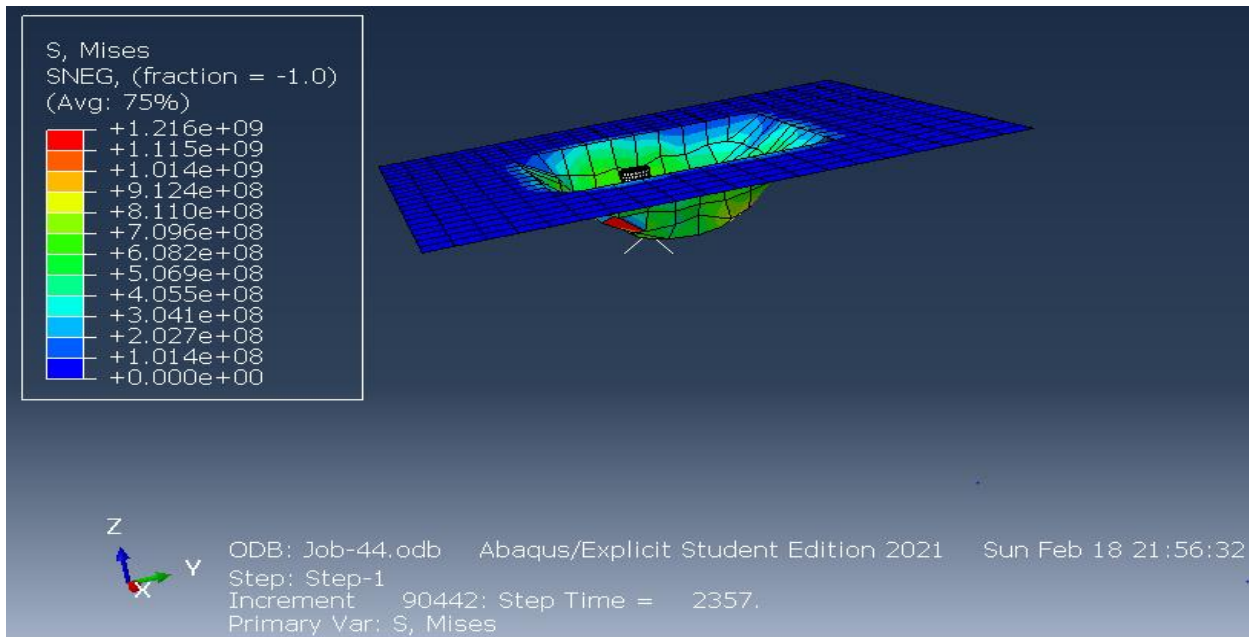 S, Mises
SNEG, (fraction = -1.0)
(Avg: 75%)
+1.216e+09
+1.115e+09
+1.014e+09
+9.124e+08
+8.110e+08
+7.096e+08
+6.082e+08
+5.069e+08
+4.055e+08
+3.041e+08
+2.027e+08
+1.014e+08
+0.000e+00
Z
Y
X
ODB: Job-44.odb Abaqus/Explicit Student Edition 2021 Sun Feb 18 21:56:32
Step: Step-1
Increment 90442: Step Time = 2357.
Primary Var: S, Mises